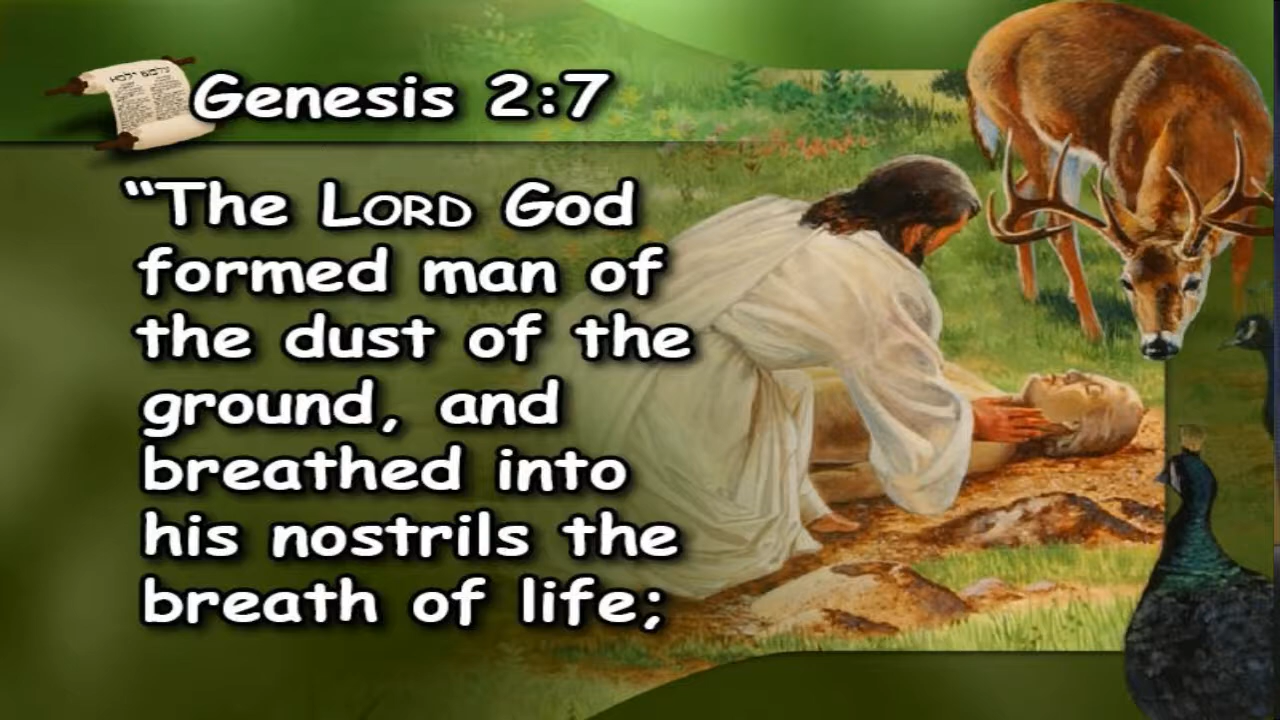 Genesis 2:7
“The LORD God
formed man of
the dust of the
ground, and
breathed into
his nostrils the
breath of life;